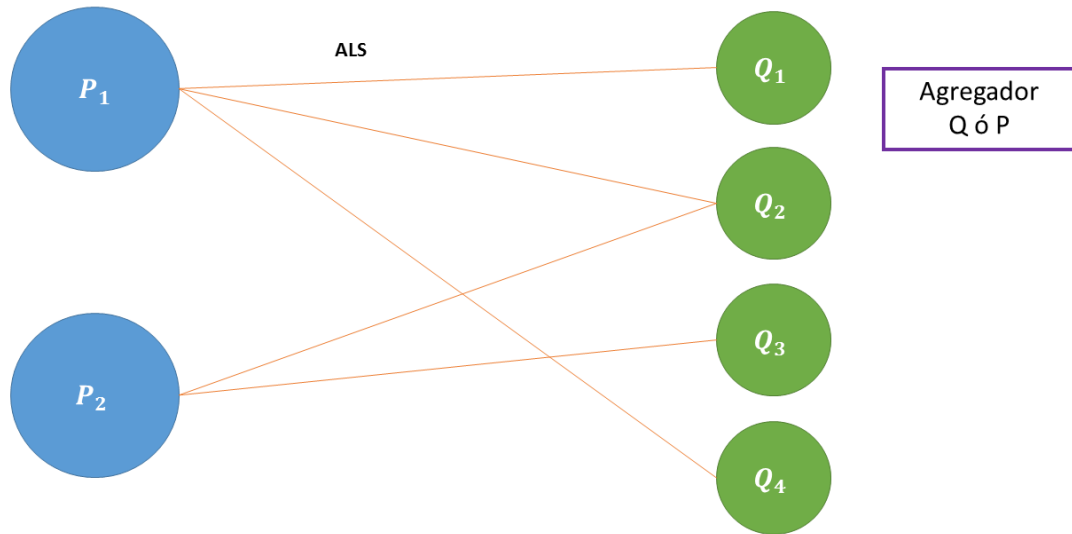 ALS
P₁
Q₁
Agregador
Q ó P
Q₂
Q₃
P₂
Q₄